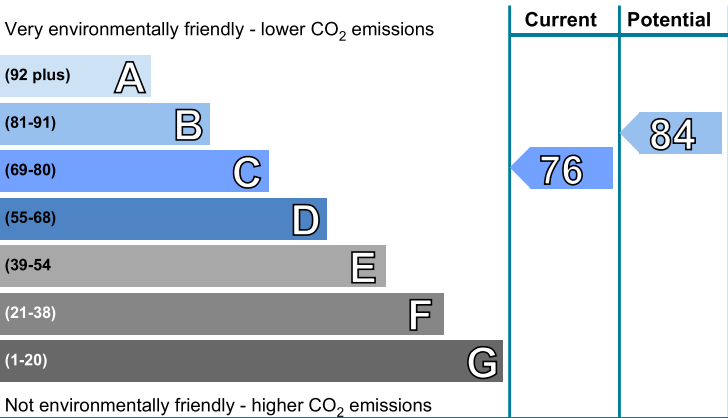 Very environmentally friendly - lower CO2 emissions
Current
Potential
(92 plus) A
(81-91) B
84
(69-80) C
76
(55-68) D
(39-54 E
(21-38) F
(1-20) G
Not environmentally friendly - higher CO2 emissions